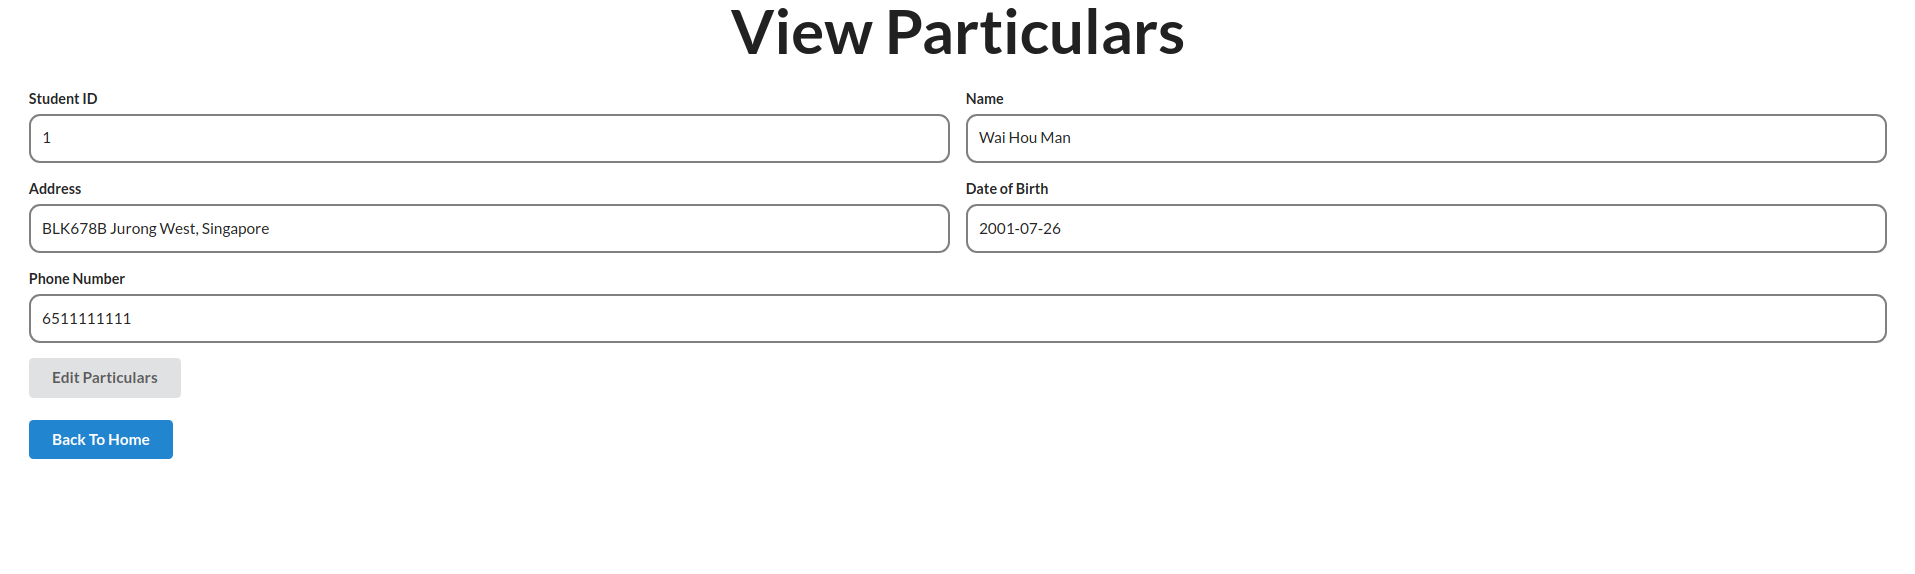 View Particulars
Student ID
Name
1
Wai Hou Man
Address
Date of Birth
BLK678B Jurong West, Singapore
2001-07-26
Phone Number
6511111111
Edit Particulars
Back To Home